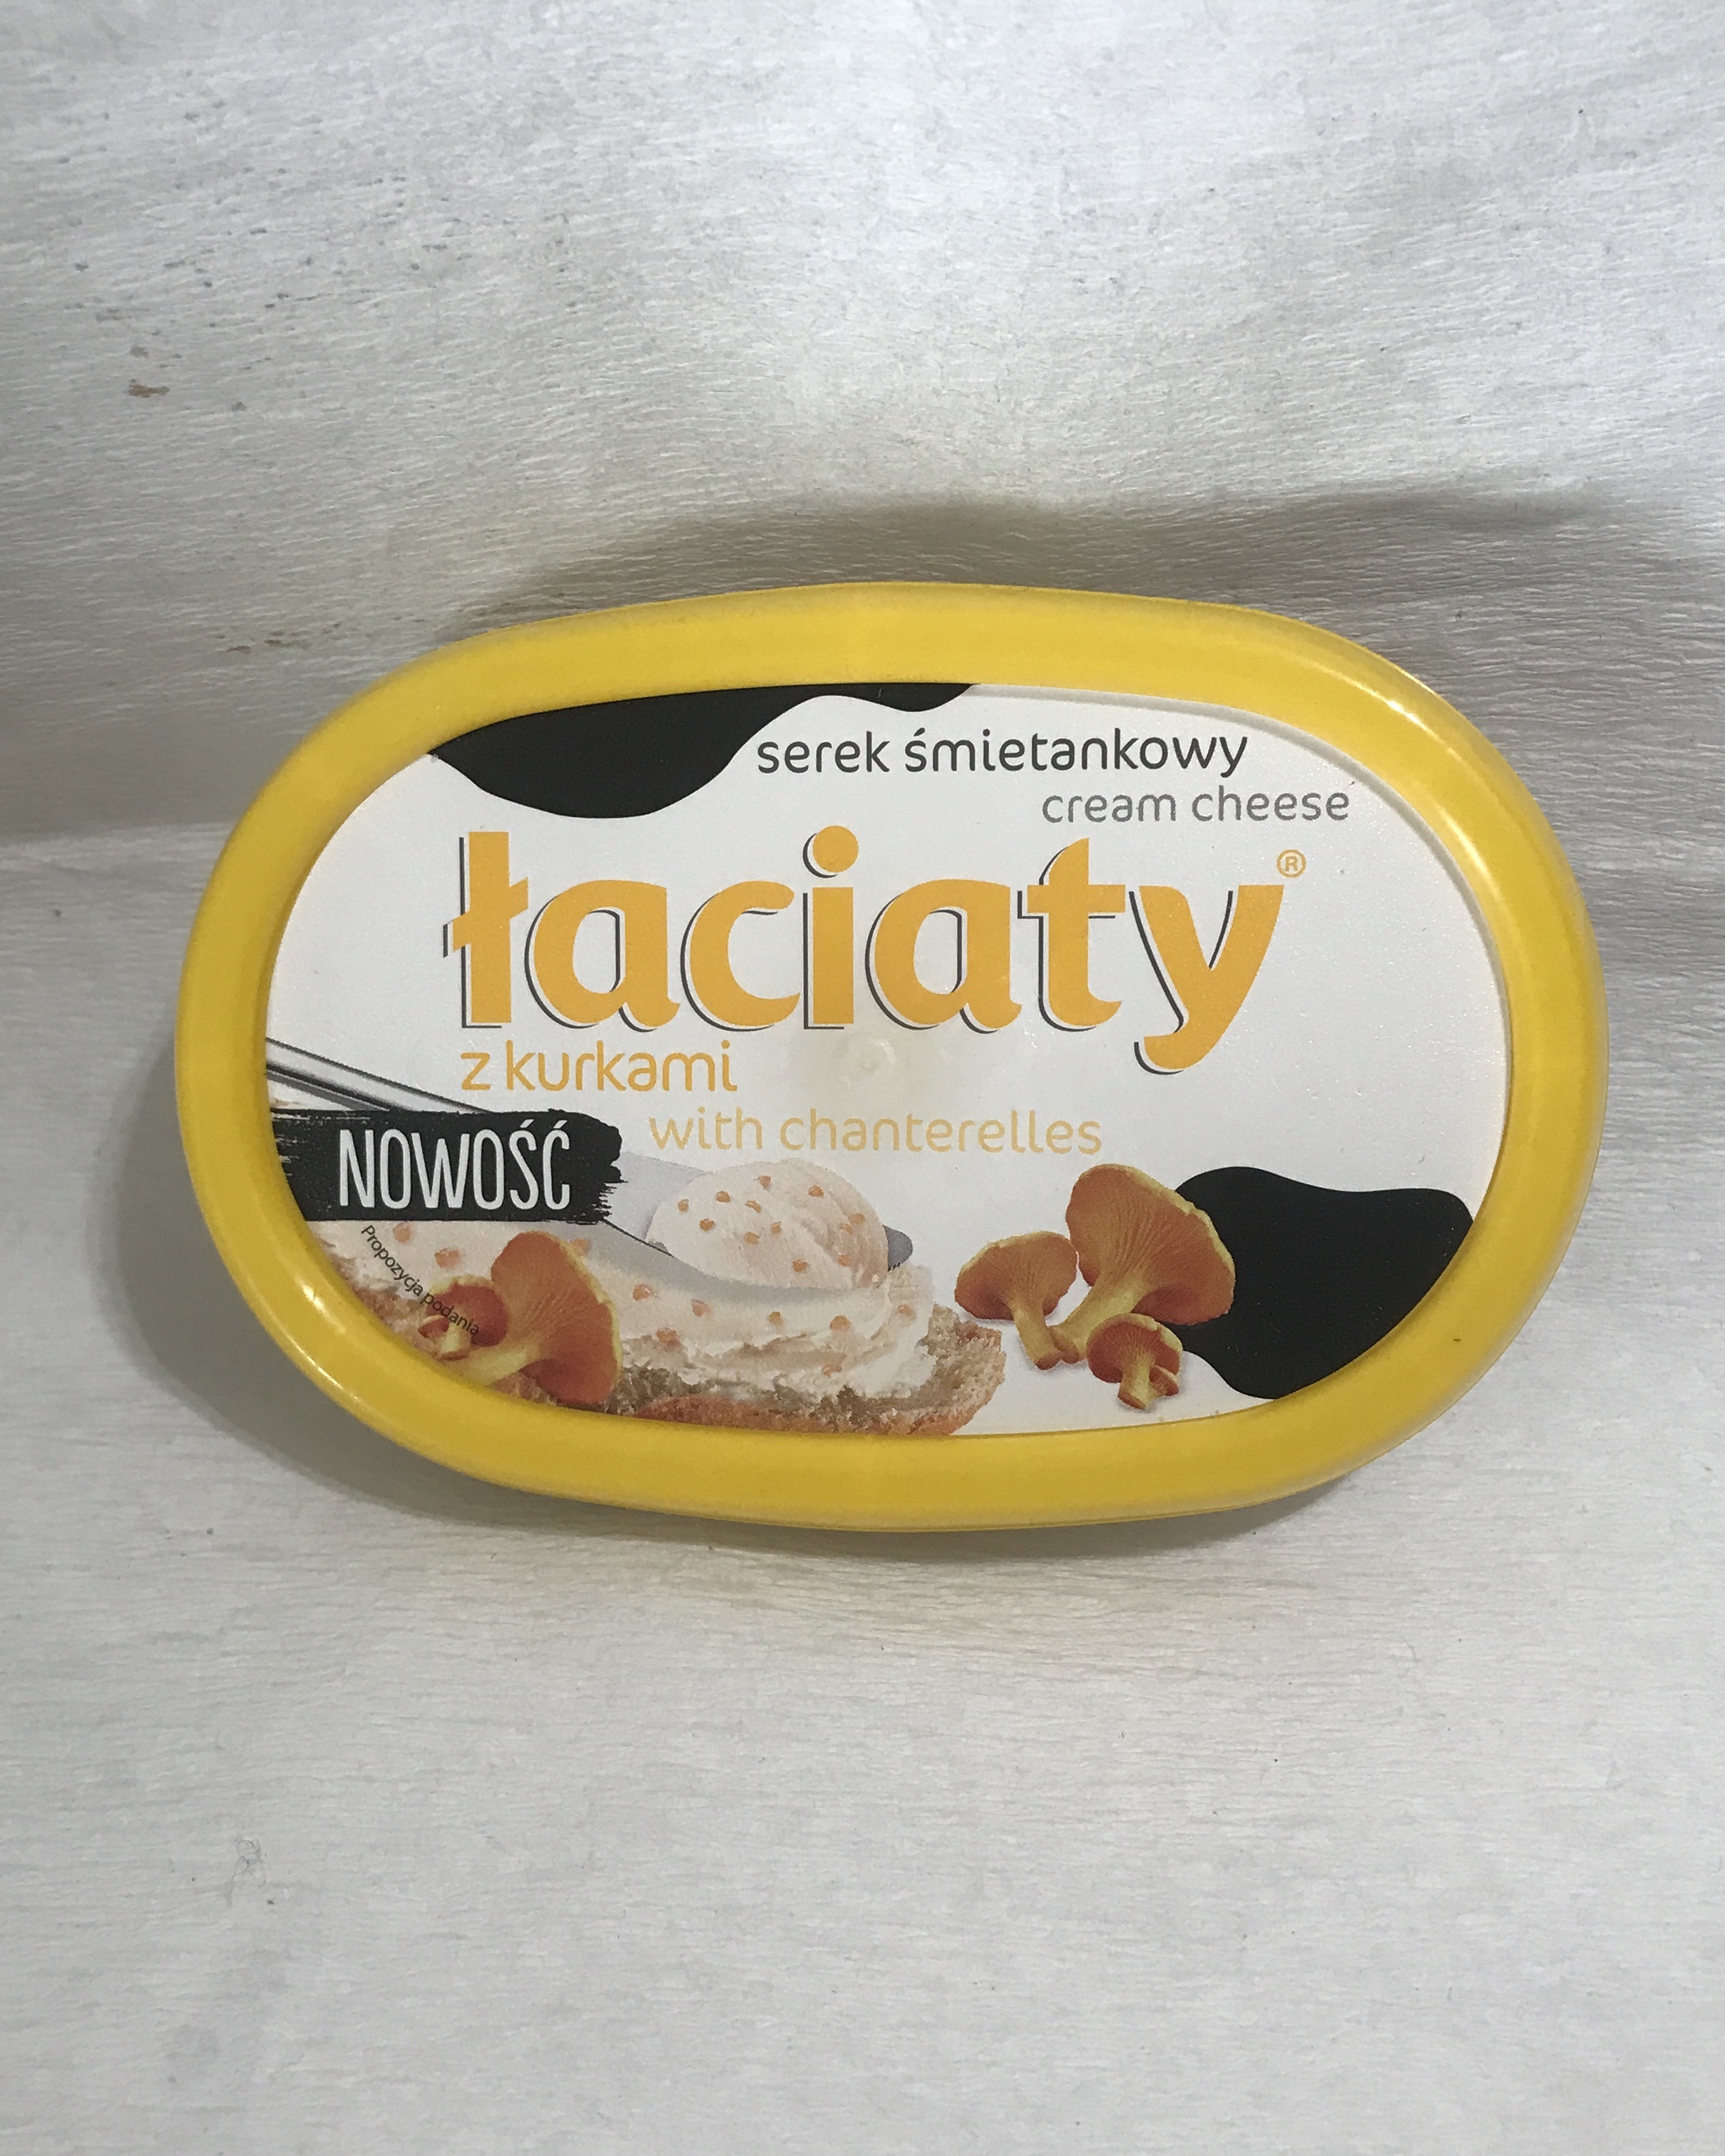 serek śmietankowy
cream cheese
łaciaty®
z kurkami
with chanterelles
NOWOŚĆ
Propozycja podania